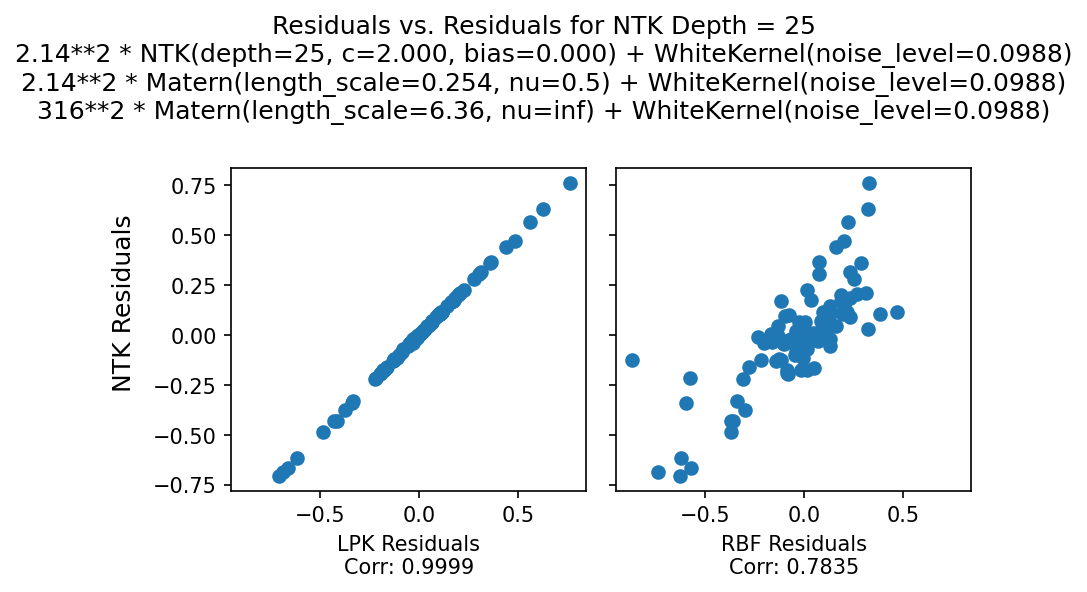 Residuals vs. Residuals for NTK Depth = 25
2.14**2 * NTK(depth=25, c=2.000, bias=0.000) + WhiteKernel(noise_level=0.0988)
2.14**2 * Matern(length_scale=0.254, nu=0.5) + WhiteKernel(noise_level=0.0988)
316**2 * Matern(length_scale=6.36, nu=inf) + WhiteKernel(noise_level=0.0988)
NTK Residuals
0.75
0.50
0.25
0.00
−0.25
−0.50
−0.75
−0.5 0.0 0.5
LPK Residuals
Corr: 0.9999
−0.5 0.0 0.5
RBF Residuals
Corr: 0.7835